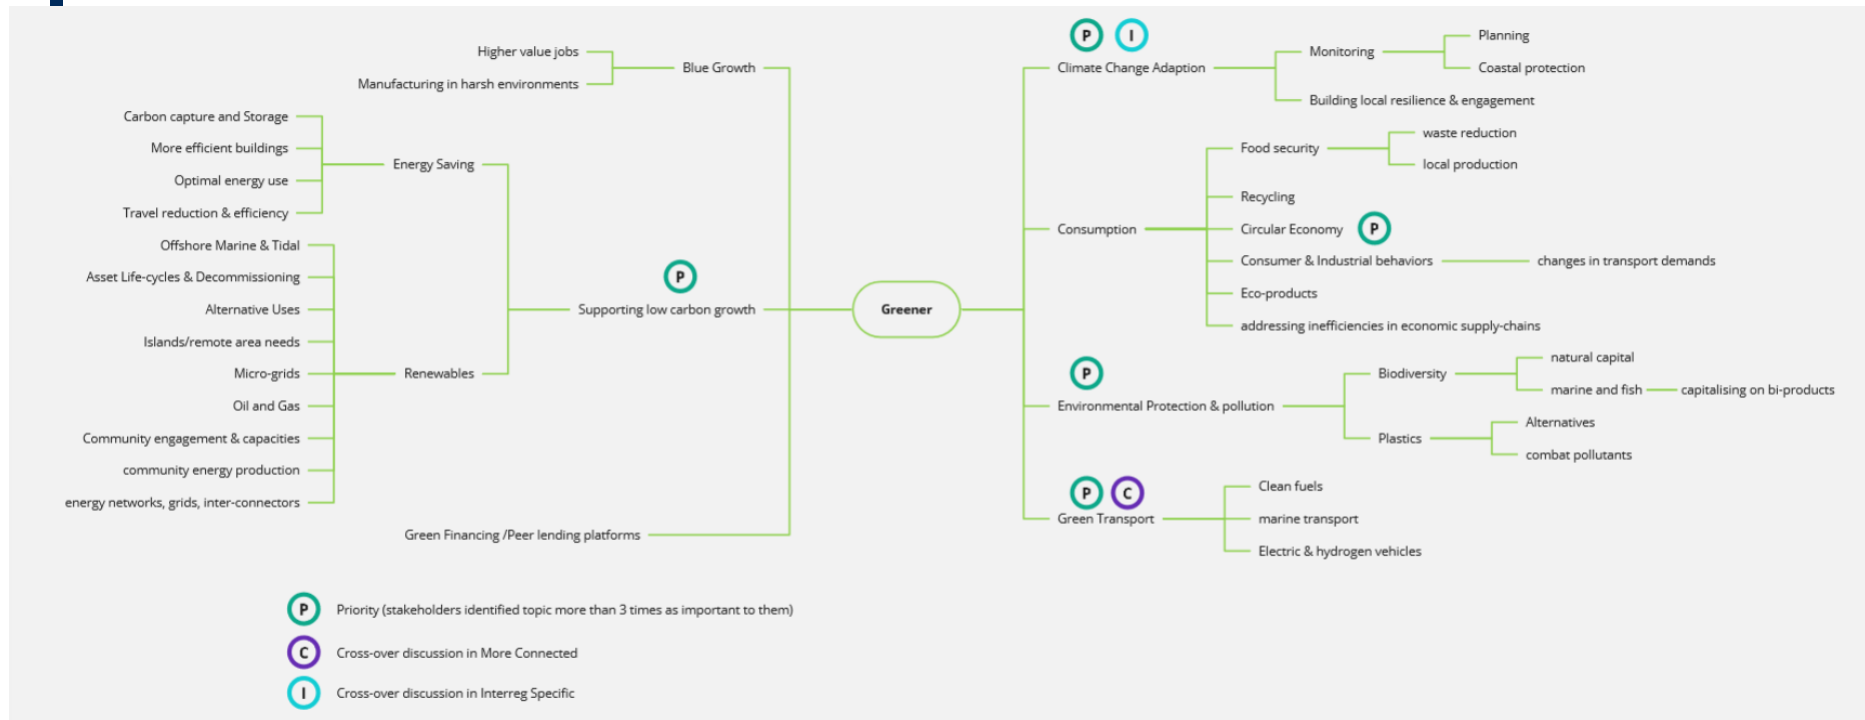 Higher value jobs
Manufacturing in harsh environments
Blue Growth
Carbon capture and Storage
More efficient buildings
Optimal energy use
Travel reduction & efficiency
Energy Saving
Offshore Marine & Tidal
Asset Life-cycles & Decommissioning
Alternative Uses
Islands/remote area needs
Micro-grids
Oil and Gas
Community engagement & capacities
community energy production
energy networks, grids, inter-connectors
Renewables
P
Supporting low carbon growth
Green Financing /Peer lending platforms
Greener
P I
Climate Change Adaption
Monitoring
Planning
Coastal protection
Building local resilience & engagement
Consumption
Food security
waste reduction
local production
Recycling
Circular Economy P
Consumer & Industrial behaviors
changes in transport demands
Eco-products
addressing inefficiencies in economic supply-chains
P
Environmental Protection & pollution
Biodiversity
natural capital
marine and fish
capitalising on bi-products
Plastics
Alternatives
combat pollutants
P C
Green Transport
Clean fuels
marine transport
Electric & hydrogen vehicles
P Priority (stakeholders identified topic more than 3 times as important to them)
C Cross-over discussion in More Connected
I Cross-over discussion in Interreg Specific